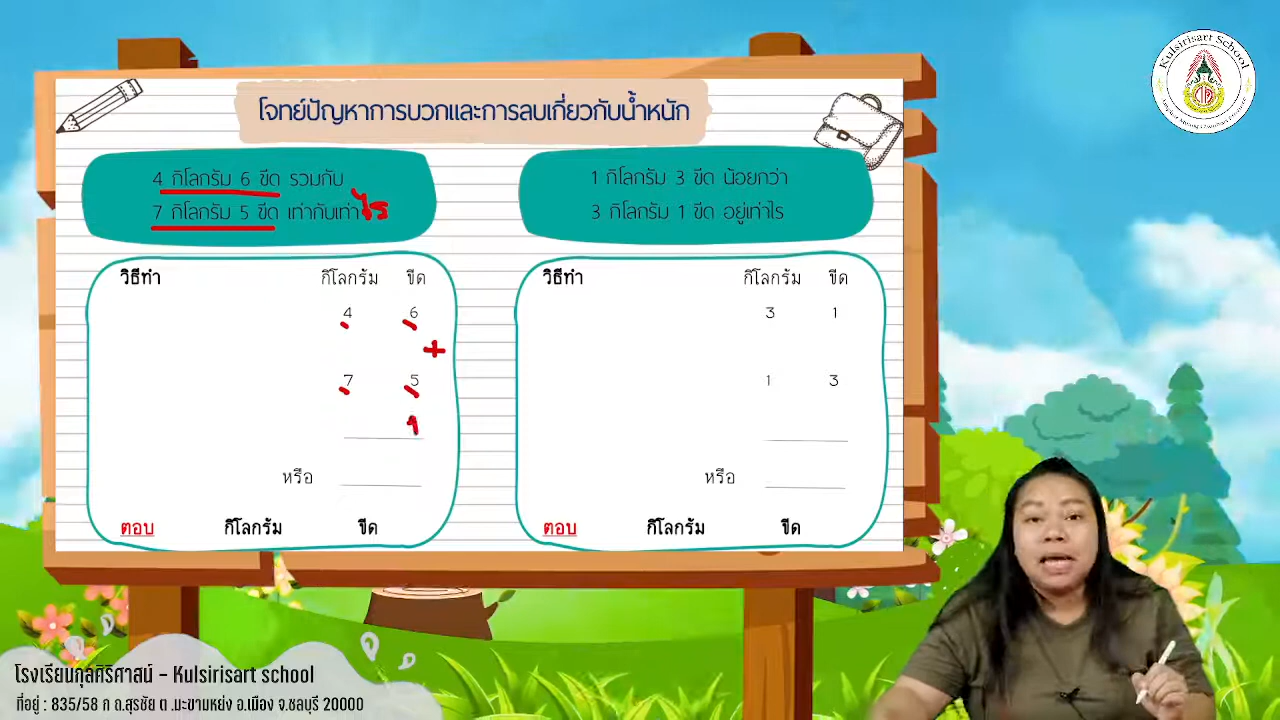 โจทย์ปัญหาการบวกและการลบเกี่ยวกับน้ำหนัก
4 กิโลกรัม 6 ขีด รวมกับ
7 กิโลกรัม 5 ขีด เท่ากับเท่าไร
วิธีทำ กิโลกรัม ขีด
4 6
+
7 5
1
หรือ
ตอบ กิโลกรัม ขีด
1 กิโลกรัม 3 ขีด น้อยกว่า
3 กิโลกรัม 1 ขีด อยู่เท่าไร
วิธีทำ กิโลกรัม ขีด
3 1
1 3
หรือ
ตอบ กิโลกรัม ขีด
Kulsirisart School
โรงเรียนกุลศิริศาสน์ - Kulsirisart school
ที่อยู่ : 835/58 ก ถ.สุรชัย ต .มะขามหย่ง อ.เมือง จ.ชลบุรี 20000